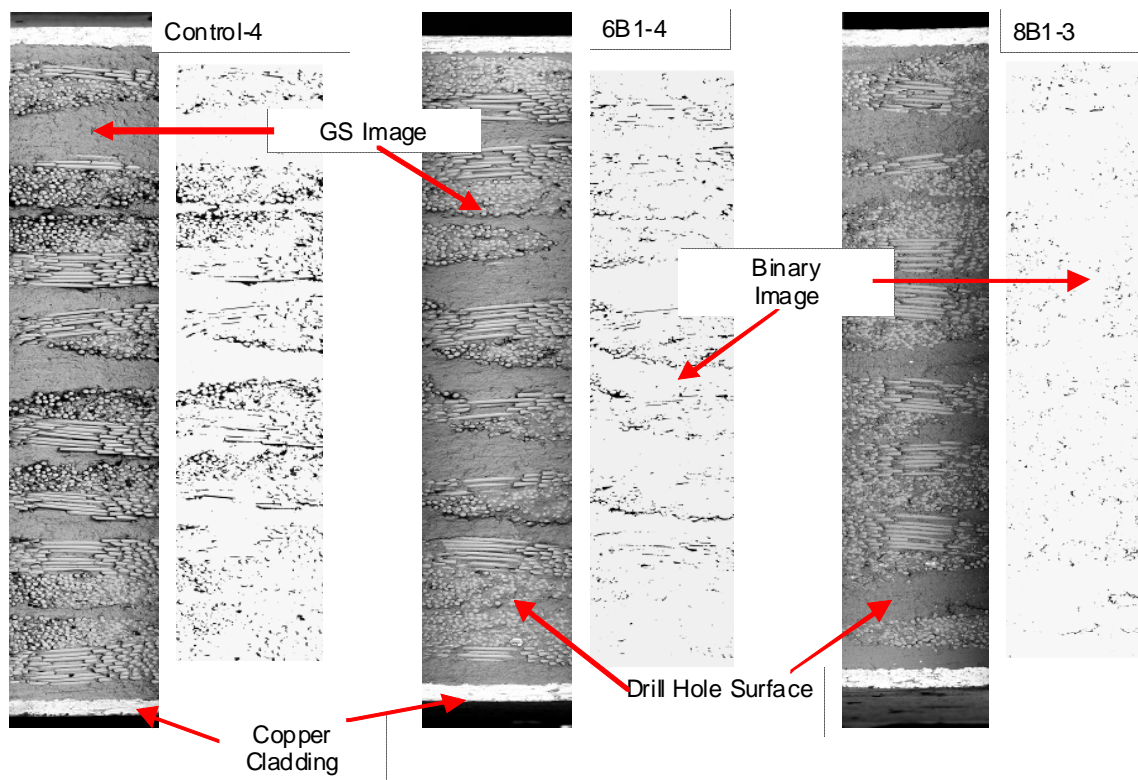 Control-4
6B1-4
8B1-3
GS Image
Binary
Image
Drill Hole Surface
Copper
Cladding